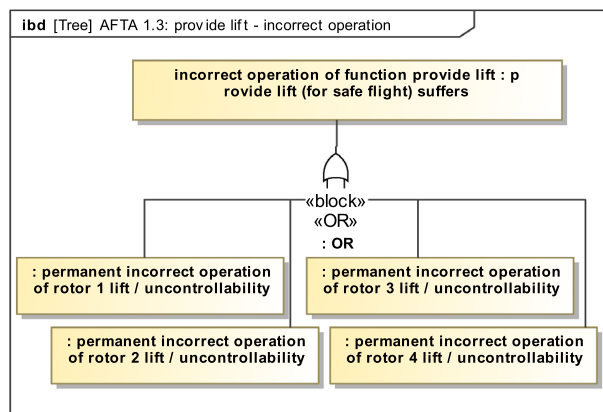 ibd [Tree] AFTA 1.3: provide lift - incorrect operation
incorrect operation of function provide lift : p
rovide lift (for safe flight) suffers
«block»
«OR»
: OR
: permanent incorrect operation
of rotor 1 lift / uncontrollability
: permanent incorrect operation
of rotor 3 lift / uncontrollability
: permanent incorrect operation
of rotor 2 lift / uncontrollability
: permanent incorrect operation
of rotor 4 lift / uncontrollability